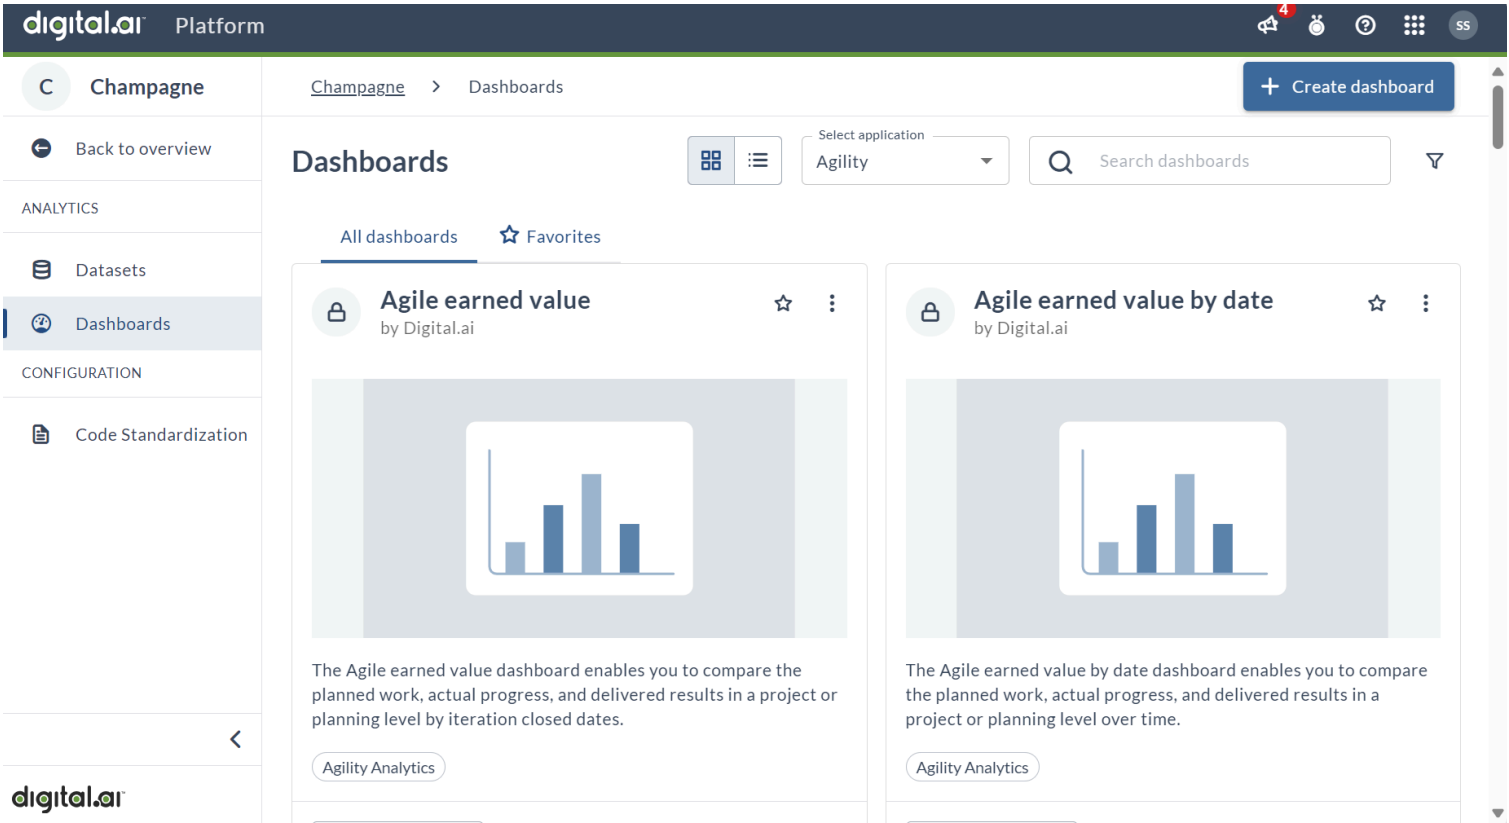 digital.ai Platform
4
SS
C Champagne
Champagne > Dashboards
+ Create dashboard
Back to overview
Dashboards
Select application
Agility
Search dashboards
ANALYTICS
All dashboards
Favorites
Datasets
Dashboards
CONFIGURATION
Code Standardization
Agile earned value
by Digital.ai
The Agile earned value dashboard enables you to compare the
planned work, actual progress, and delivered results in a project or
planning level by iteration closed dates.
Agility Analytics
Agile earned value by date
by Digital.ai
The Agile earned value by date dashboard enables you to compare
the planned work, actual progress, and delivered results in a
project or planning level over time.
Agility Analytics
digital.ai